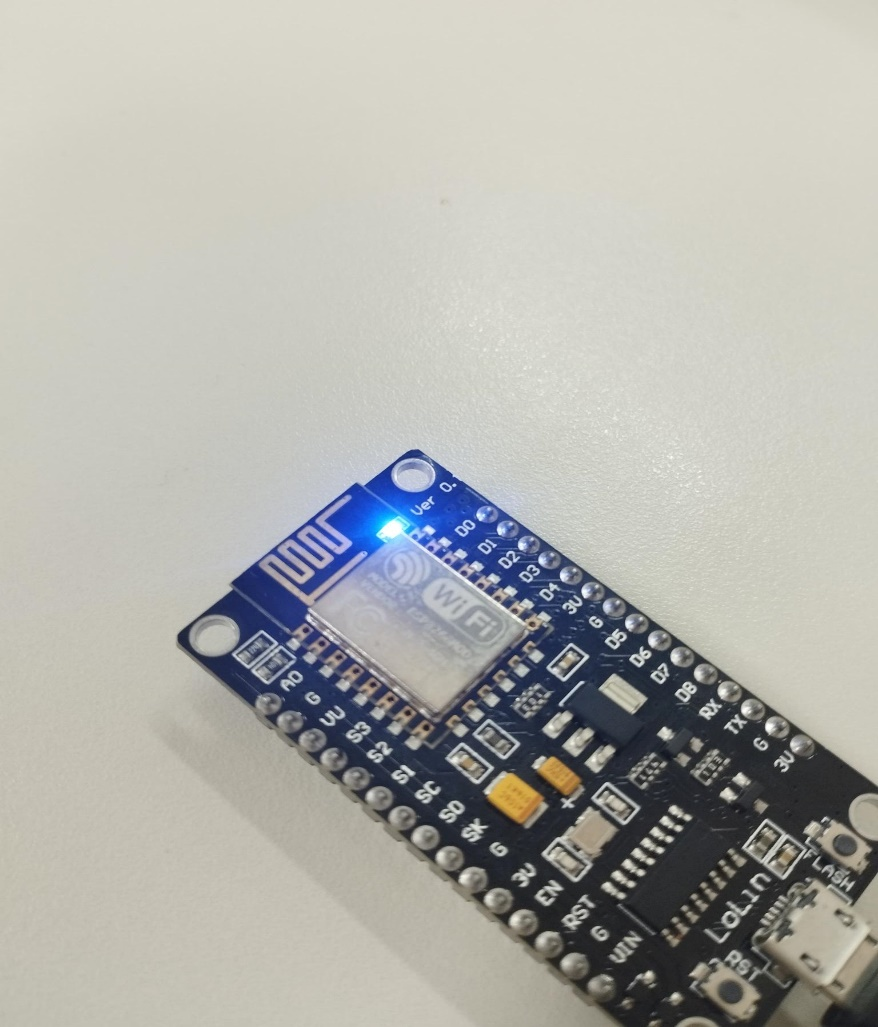 Ver 0.
D0
D1
D2
D3
D4
3V
G
D5
D6
D7
D8
RX
TX
G
3V
WiFi
A0
G
VU
S3
S2
S1
SC
SO
SK
G
3V
EN
RST
G
VIN
+
FLASH
LoLin
RST